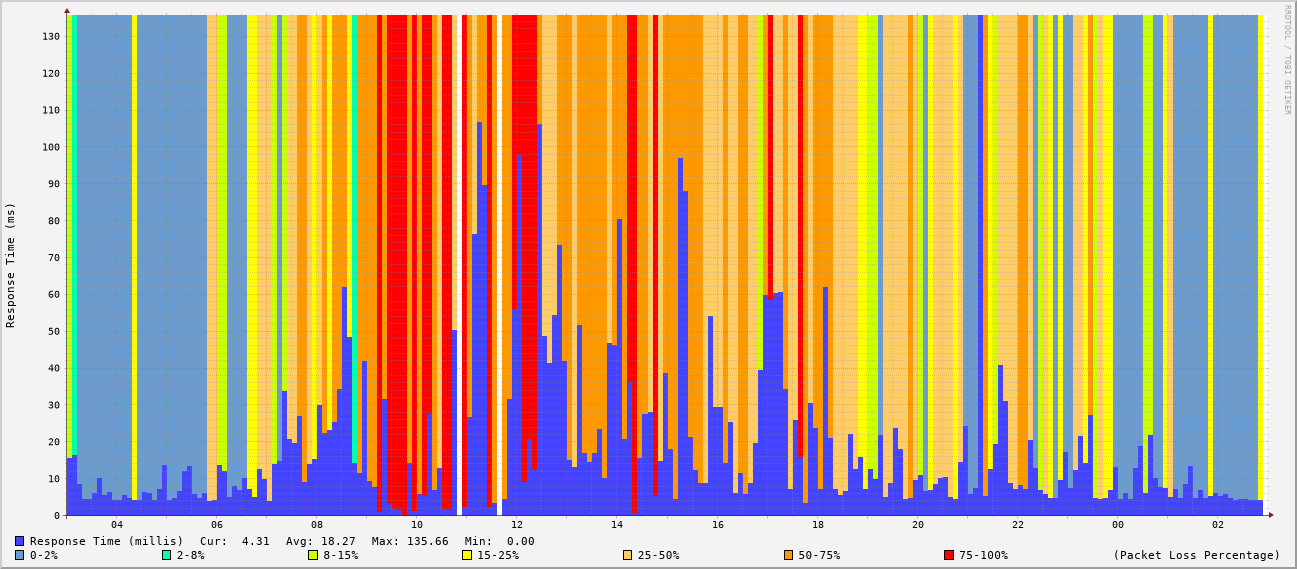 RRDTOOL / TOBI OETIKER
Response Time (ms)
130
120
110
100
90
80
70
60
50
40
30
20
10
0
04 06 08 10 12 14 16 18 20 22 00 02
Response Time (millis) Cur: 4.31 Avg: 18.27 Max: 135.66 Min: 0.00
0-2% 2-8% 8-15% 15-25% 25-50% 50-75% 75-100% (Packet Loss Percentage)